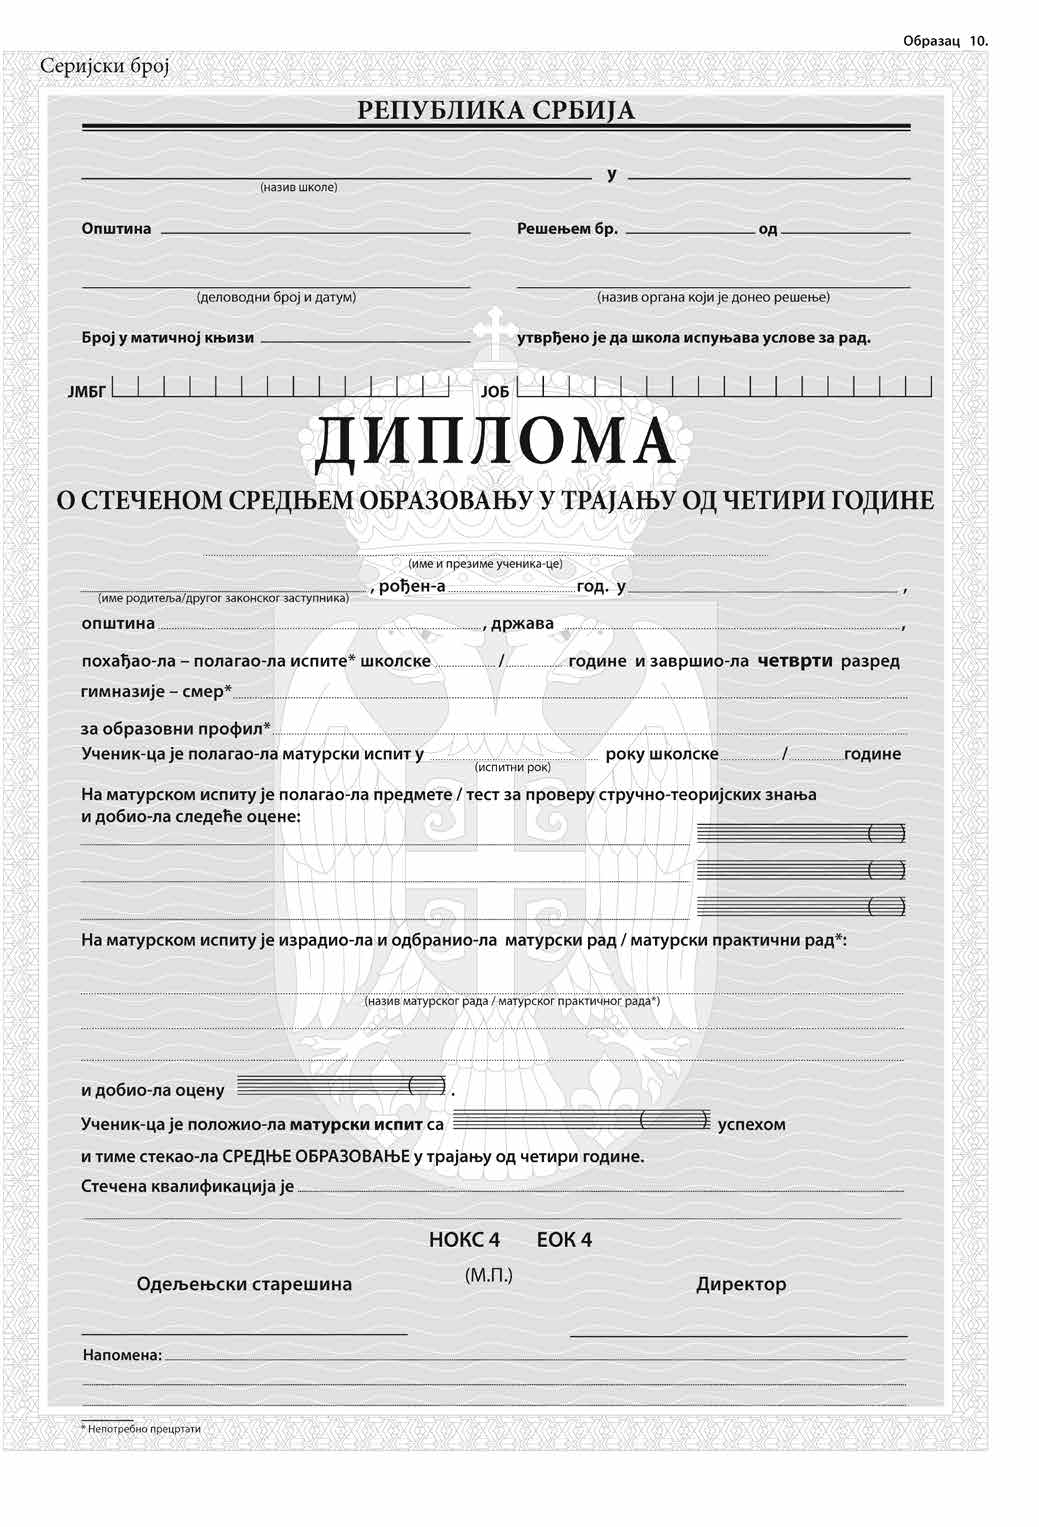 Образац 10.
Серијски број
РЕПУБЛИКА СРБИЈА
у
(назив школе)
Општина Решењем бр. од
(деловодни број и датум) (назив органа који је донео решење)
Број у матичној књизи утврђено је да школа испуњава услове за рад.
ЈМБГ ЈОБ
ДИПЛОМА
О СТЕЧЕНОМ СРЕДЊЕМ ОБРАЗОВАЊУ У ТРАЈАЊУ ОД ЧЕТИРИ ГОДИНЕ
(име и презиме ученика-це)
, рођен-а год. у ,
(име родитеља/другог законског заступника)
општина , држава ,
похађао-ла – полагао-ла испите* школске / године и завршио-ла четврти разред
гимназије – смер*
за образовни профил*
Ученик-ца је полагао-ла матурски испит у року школске / године
(испитни рок)
На матурском испиту је полагао-ла предмете / тест за проверу стручно-теоријских знања
и добио-ла следеће оцене:
( )
( )
( )
На матурском испиту је израдио-ла и одбранио-ла матурски рад / матурски практични рад*:
(назив матурског рада / матурског практичног рада*)
и добио-ла оцену ( ) .
Ученик-ца је положио-ла матурски испит са ( ) успехом
и тиме стекао-ла СРЕДЊЕ ОБРАЗОВАЊЕ у трајању од четири године.
Стечена квалификација је
НОКС 4 ЕОК 4
(М.П.)
Одељењски старешина Директор
Напомена:
* Непотребно прецртати